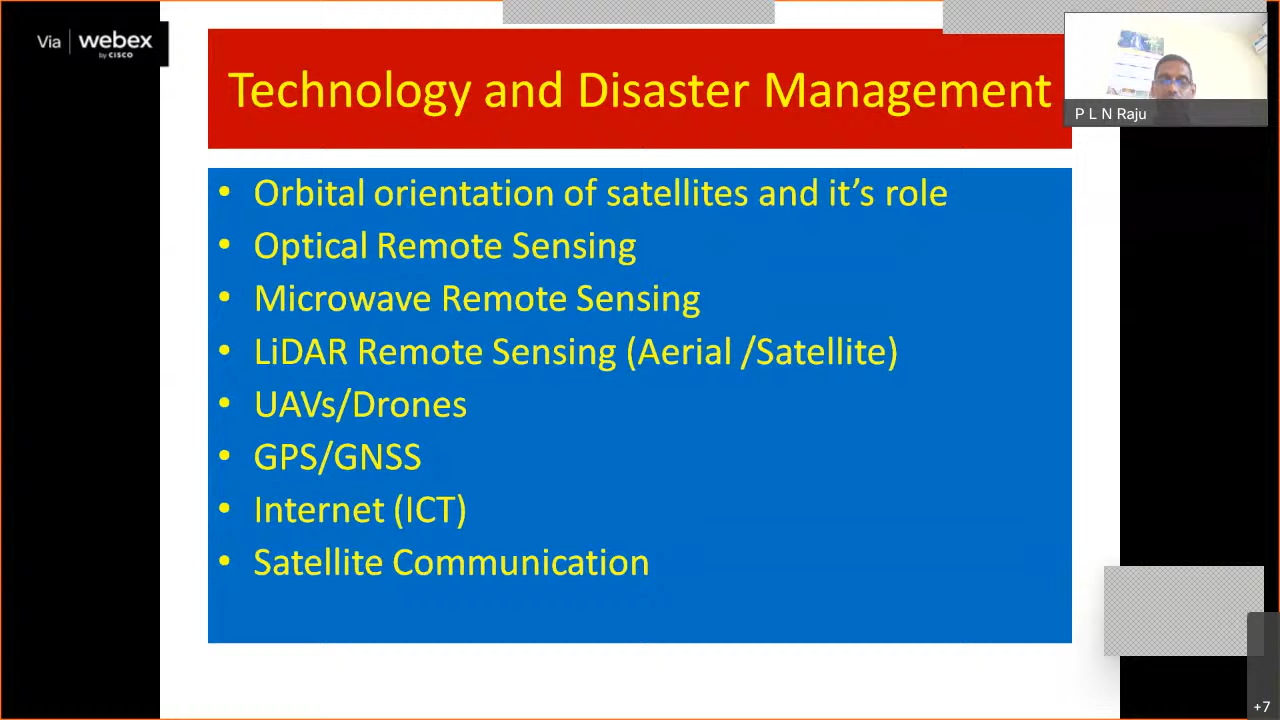 Via webex
by CISCO
Technology and Disaster Management
P L N Raju
• Orbital orientation of satellites and it’s role
• Optical Remote Sensing
• Microwave Remote Sensing
• LiDAR Remote Sensing (Aerial /Satellite)
• UAVs/Drones
• GPS/GNSS
• Internet (ICT)
• Satellite Communication
+7